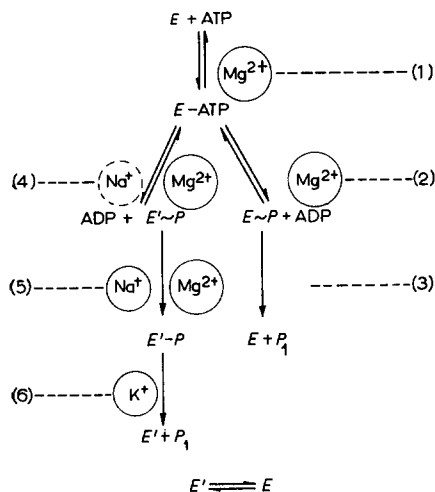 E + ATP
Mg2+ (1)
E-ATP
(4) Na+ Mg2+ Mg2+ (2)
ADP + E'~P E~P + ADP
(5) Na+ Mg2+ (3)
E'-P E + P1
(6) K+
E' + P1
E' ⇌ E